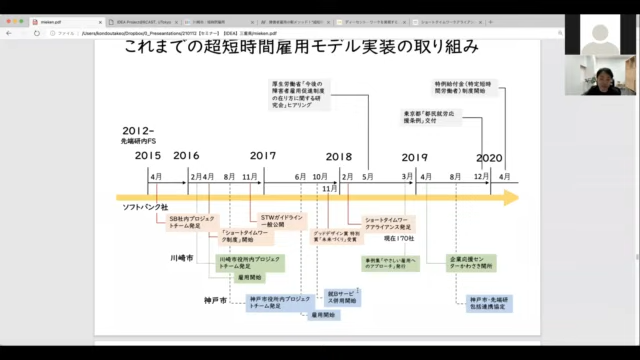 mieken.pdf
これまでの超短時間雇用モデル実装の取り組み
厚生労働省「今後の
障害者雇用促進制度
の在り方に関する研
究会」ヒアリング
東京都「都民就労応
援条例」交付
特例給付金(特定短時
間労働者)制度開始
2012-
先端研内FS
2015
2016
2017
2018
2019
2020
4月
2月
4月
8月
11月
6月
10月
11月
2月
5月
3月
4月
8月
12月
4月
ソフトバンク社
SB社内プロジェク
トチーム発足
「ショートタイムワー
ク制度」開始
STWガイドライン
一般公開
グッドデザイン賞 特別
賞「未来づくり」受賞
ショートタイムワー
クアライアンス発足
現在170社
川崎市
川崎市役所内プロジェク
トチーム発足
雇用開始
事例集「やさしい雇用への
アプローチ」発行
企業応援セン
ターかわさき開所
神戸市
神戸市役所内プロジェク
トチーム発足
雇用開始
就Bサービ
ス併用開始
神戸市・先端研
包括連携協定